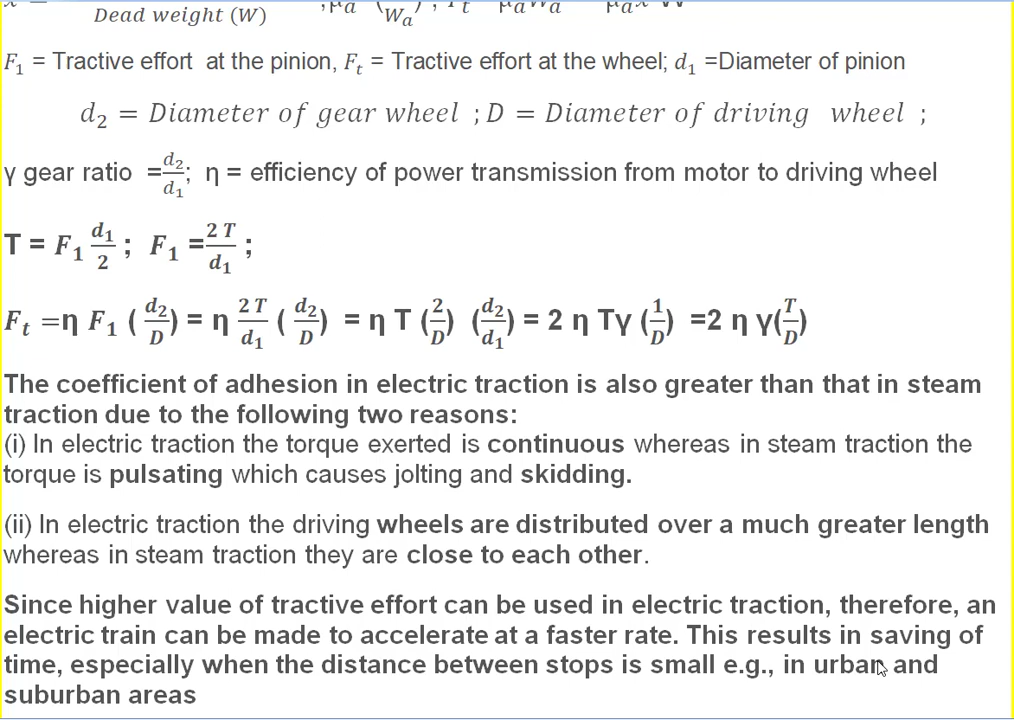 Dead weight (W)
F₁ = Tractive effort at the pinion, Fₜ = Tractive effort at the wheel; d₁ =Diameter of pinion
d₂ = Diameter of gear wheel ; D = Diameter of driving wheel ;
γ gear ratio = d₂/d₁; η = efficiency of power transmission from motor to driving wheel
T = F₁ d₁/2 ; F₁ = 2 T/d₁ ;
Fₜ =η F₁ ( d₂/D) = η 2 T/d₁ ( d₂/D) = η T (2/D) (d₂/d₁) = 2 η Tγ (1/D) =2 η γ(T/D)
The coefficient of adhesion in electric traction is also greater than that in steam
traction due to the following two reasons:
(i) In electric traction the torque exerted is continuous whereas in steam traction the
torque is pulsating which causes jolting and skidding.
(ii) In electric traction the driving wheels are distributed over a much greater length
whereas in steam traction they are close to each other.
Since higher value of tractive effort can be used in electric traction, therefore, an
electric train can be made to accelerate at a faster rate. This results in saving of
time, especially when the distance between stops is small e.g., in urban and
suburban areas